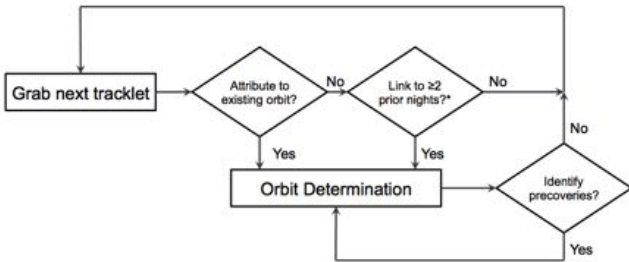 Grab next tracklet
Attribute to
existing orbit?
No
Link to ≥2
prior nights?*
No
No
Yes
Yes
Orbit Determination
Identify
precoveries?
Yes